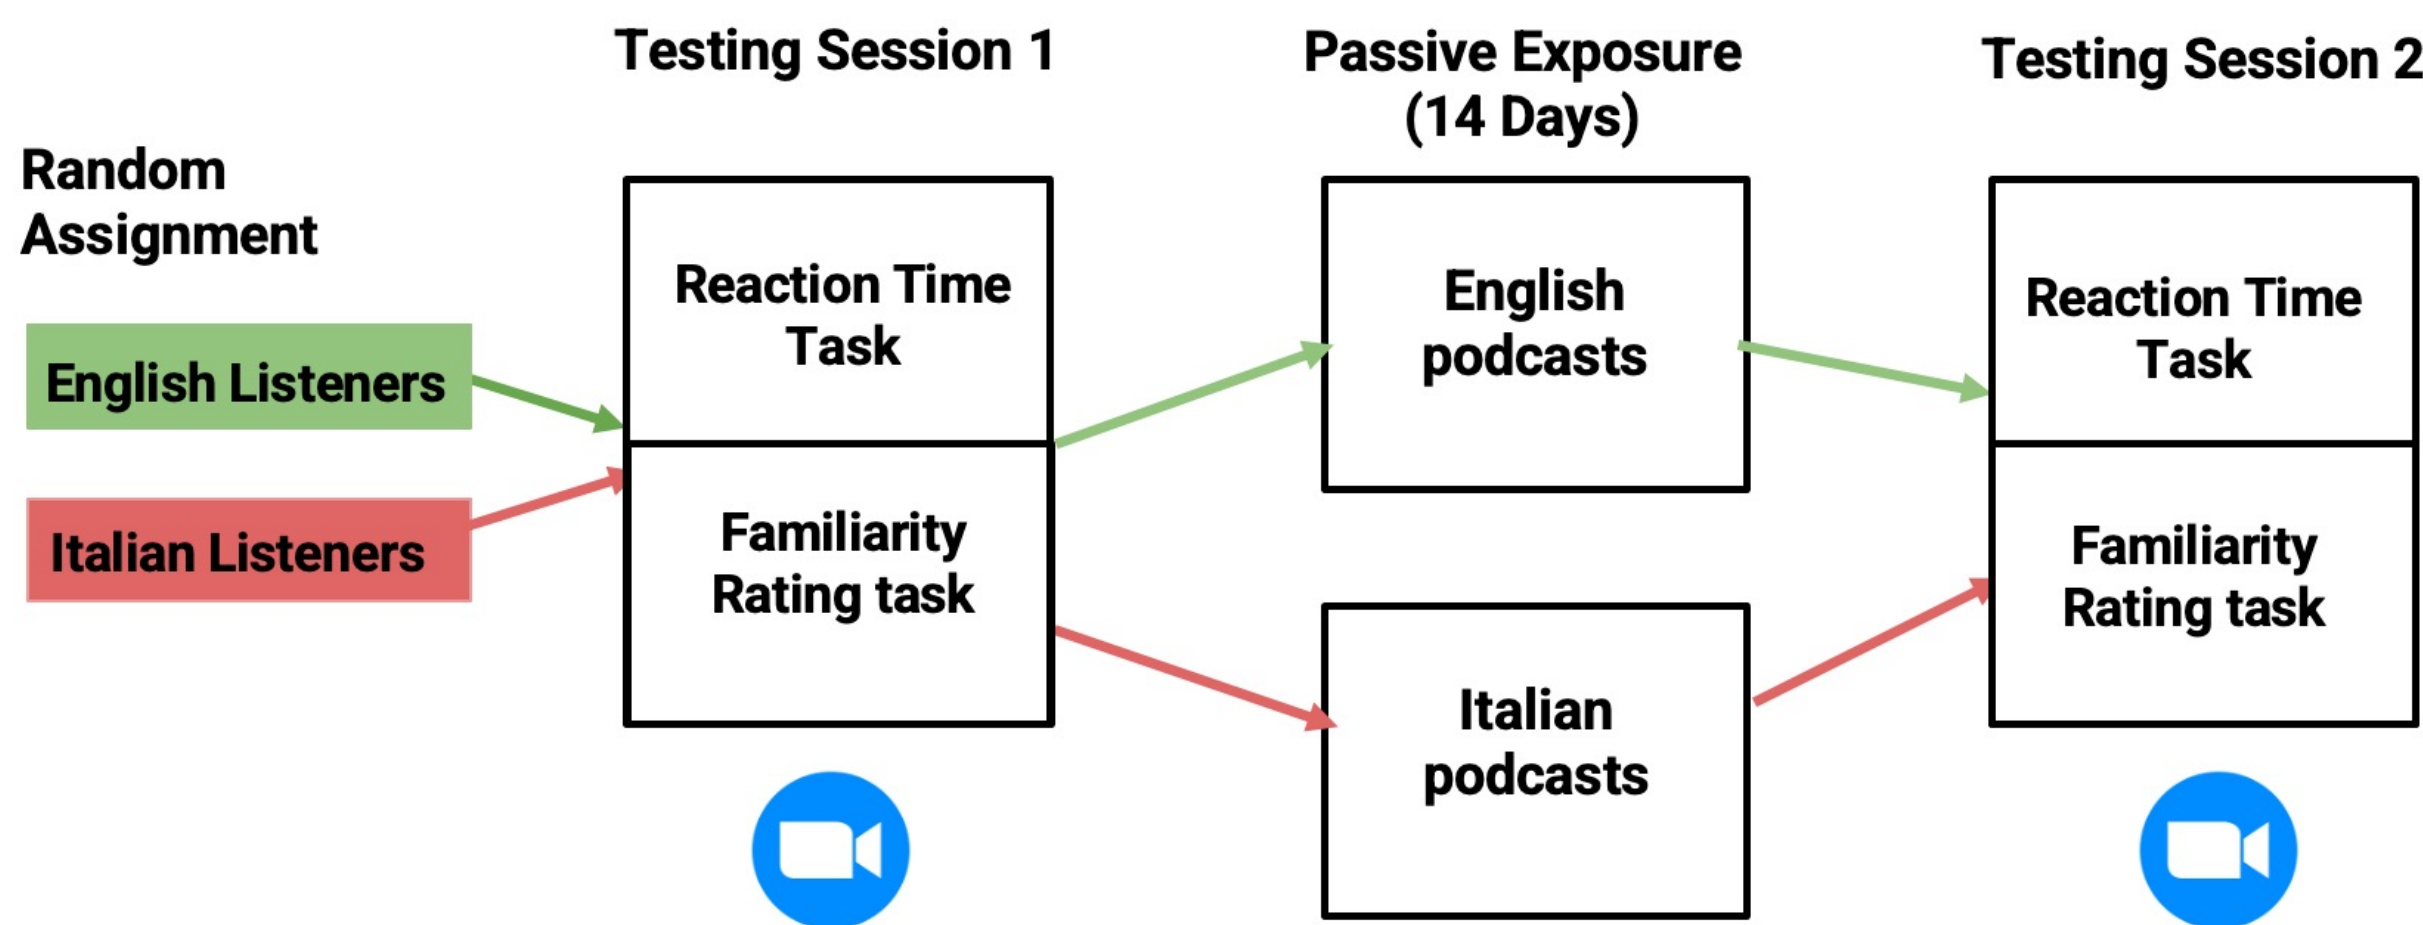 Testing Session 1
Passive Exposure
(14 Days)
Testing Session 2
Random
Assignment
English Listeners
Italian Listeners
Reaction Time
Task
Familiarity
Rating task
English
podcasts
Italian
podcasts
Reaction Time
Task
Familiarity
Rating task